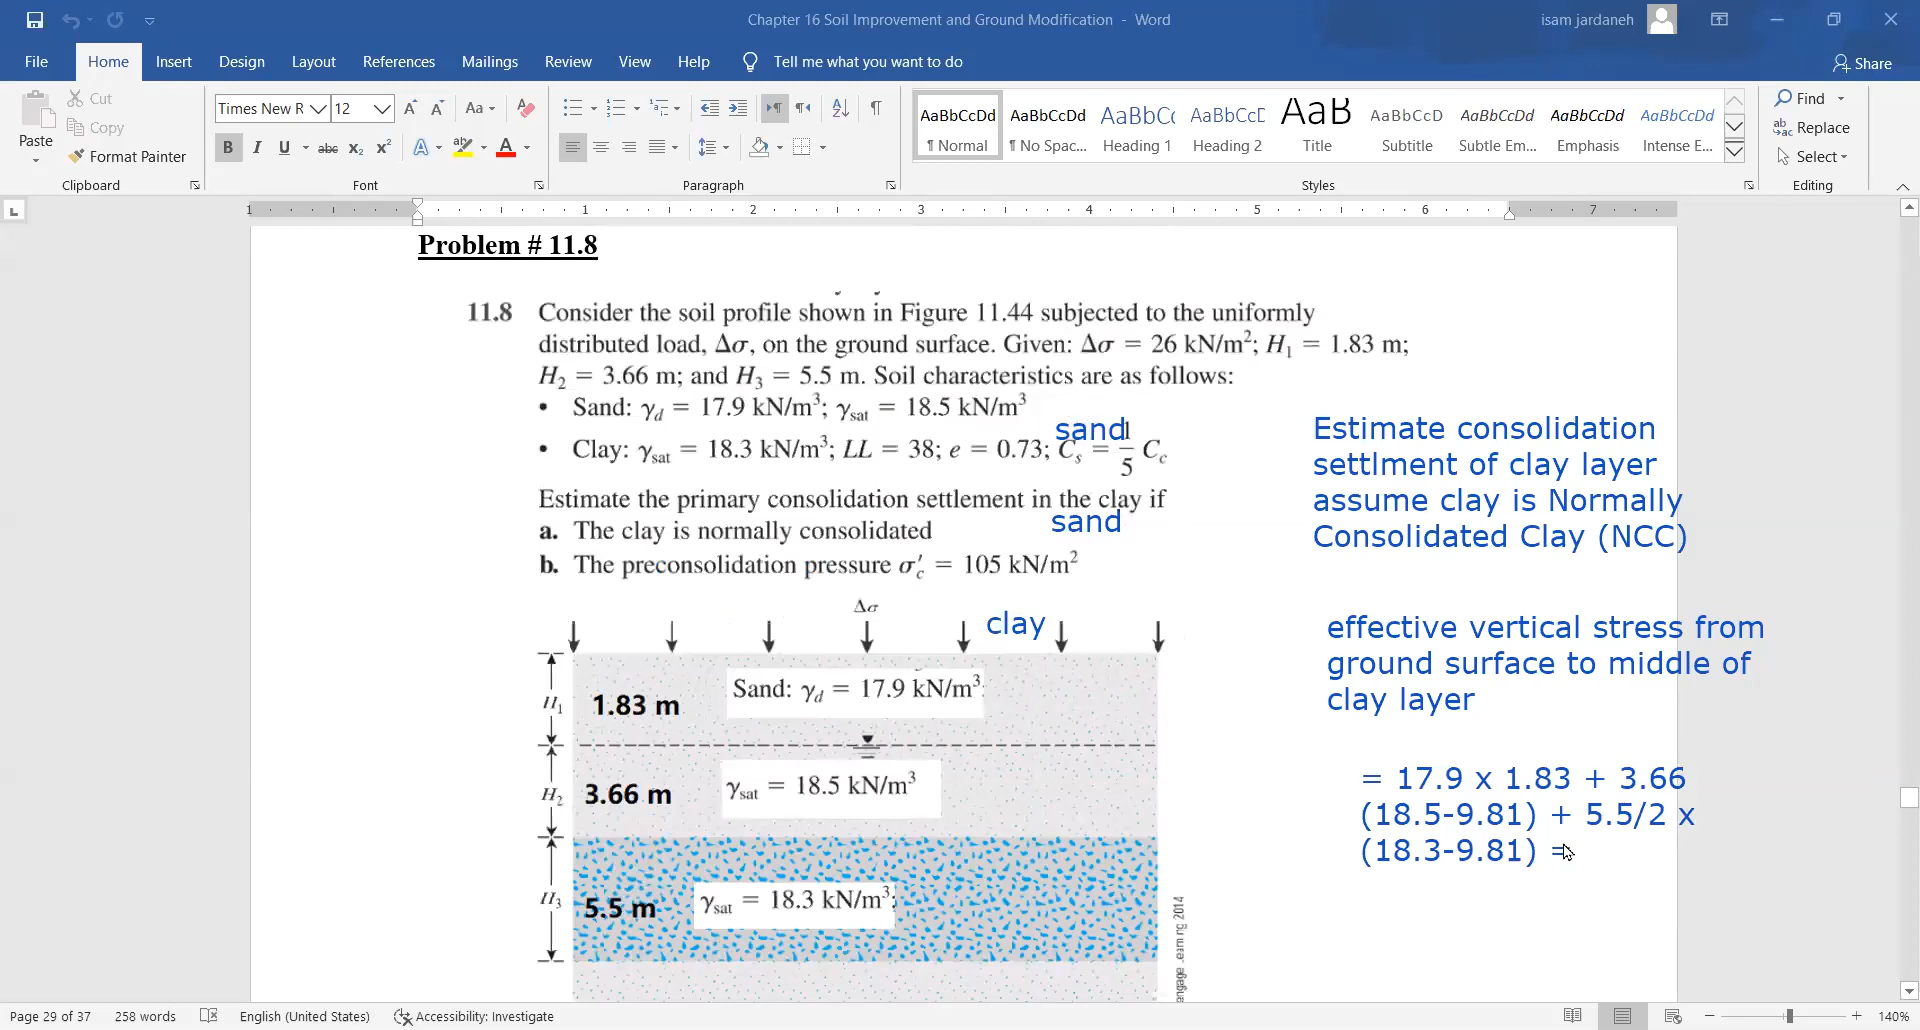 Chapter 16 Soil Improvement and Ground Modification - Word
isam jardaneh
File Home Insert Design Layout References Mailings Review View Help Tell me what you want to do
Share
Paste
Cut
Copy
Format Painter
Clipboard
Times New R 12
Font
Paragraph
AaBbCcDd AaBbCcDd AaBbCc AaBbCcD AaB AaBbCcD AaBbCcDd AaBbCcDd AaBbCcDd
¶ Normal ¶ No Spac... Heading 1 Heading 2 Title Subtitle Subtle Em... Emphasis Intense E...
Styles
Find
Replace
Select
Editing
1 1 2 3 4 5 6 7
Problem # 11.8
11.8 Consider the soil profile shown in Figure 11.44 subjected to the uniformly
distributed load, Δσ, on the ground surface. Given: Δσ = 26 kN/m²; H₁ = 1.83 m;
H₂ = 3.66 m; and H₃ = 5.5 m. Soil characteristics are as follows:
• Sand: γd = 17.9 kN/m³; γsat = 18.5 kN/m³
sand
• Clay: γsat = 18.3 kN/m³; LL = 38; e = 0.73; Cs = 1/5 Cc
Estimate the primary consolidation settlement in the clay if
sand
a. The clay is normally consolidated
b. The preconsolidation pressure σ′c = 105 kN/m²
Estimate consolidation
settlment of clay layer
assume clay is Normally
Consolidated Clay (NCC)
effective vertical stress from
ground surface to middle of
clay layer
= 17.9 x 1.83 + 3.66
(18.5-9.81) + 5.5/2 x
(18.3-9.81) =
Δσ
clay
H₁ 1.83 m Sand: γd = 17.9 kN/m³;
H₂ 3.66 m γsat = 18.5 kN/m³
H₃ 5.5 m γsat = 18.3 kN/m³;
Learning 2014
Page 29 of 37 258 words English (United States) Accessibility: Investigate
140%